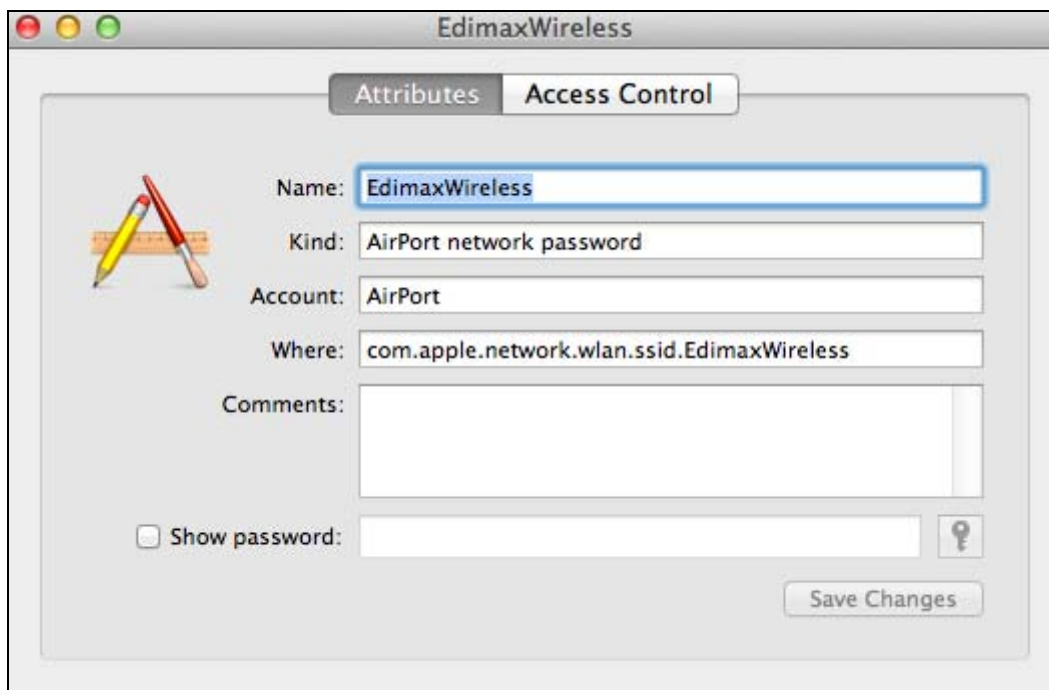 EdimaxWireless
Attributes Access Control
Name: EdimaxWireless
Kind: AirPort network password
Account: AirPort
Where: com.apple.network.wlan.ssid.EdimaxWireless
Comments:
Show password:
Save Changes